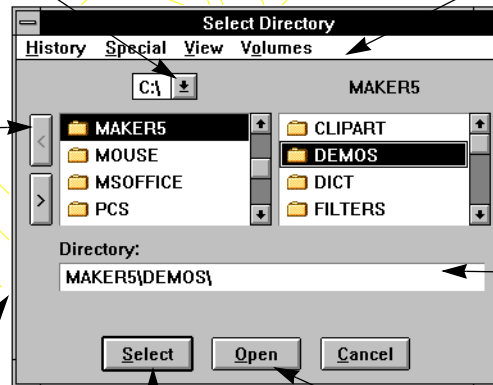 Select Directory
History Special View Volumes
C:\ MAKER5
< MAKER5 CLIPART
MOUSE DEMOS
> MSOFFICE DICT
PCS FILTERS
Directory:
MAKER5\DEMOS\
Select Open Cancel